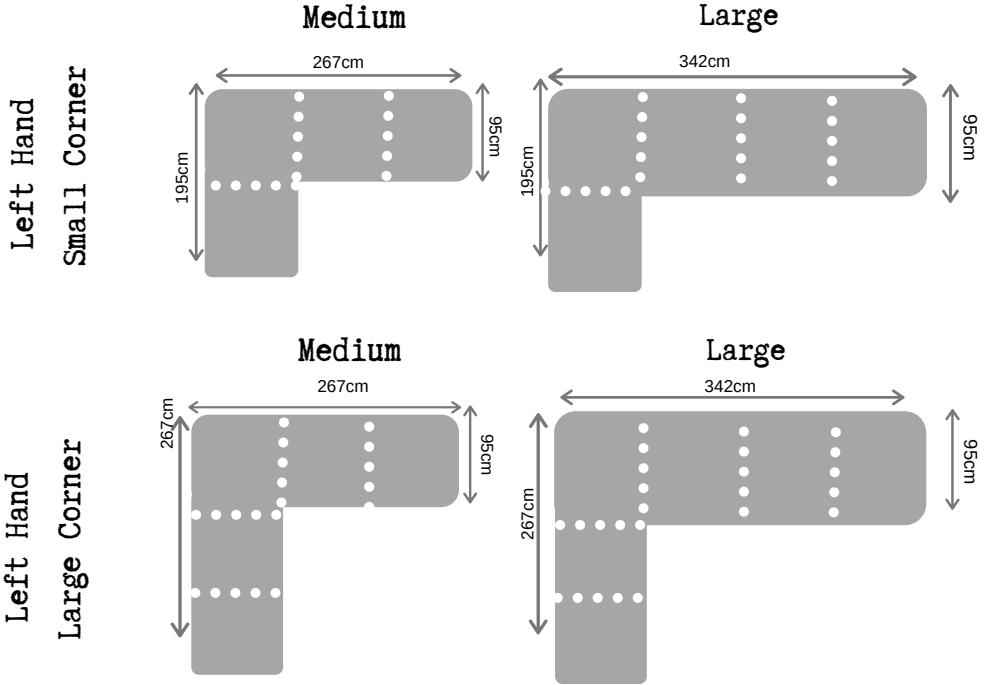 Medium
Large
Left Hand
Small Corner
267cm
95cm
195cm
342cm
95cm
195cm
Medium
Large
Left Hand
Large Corner
267cm
95cm
267cm
342cm
95cm
267cm